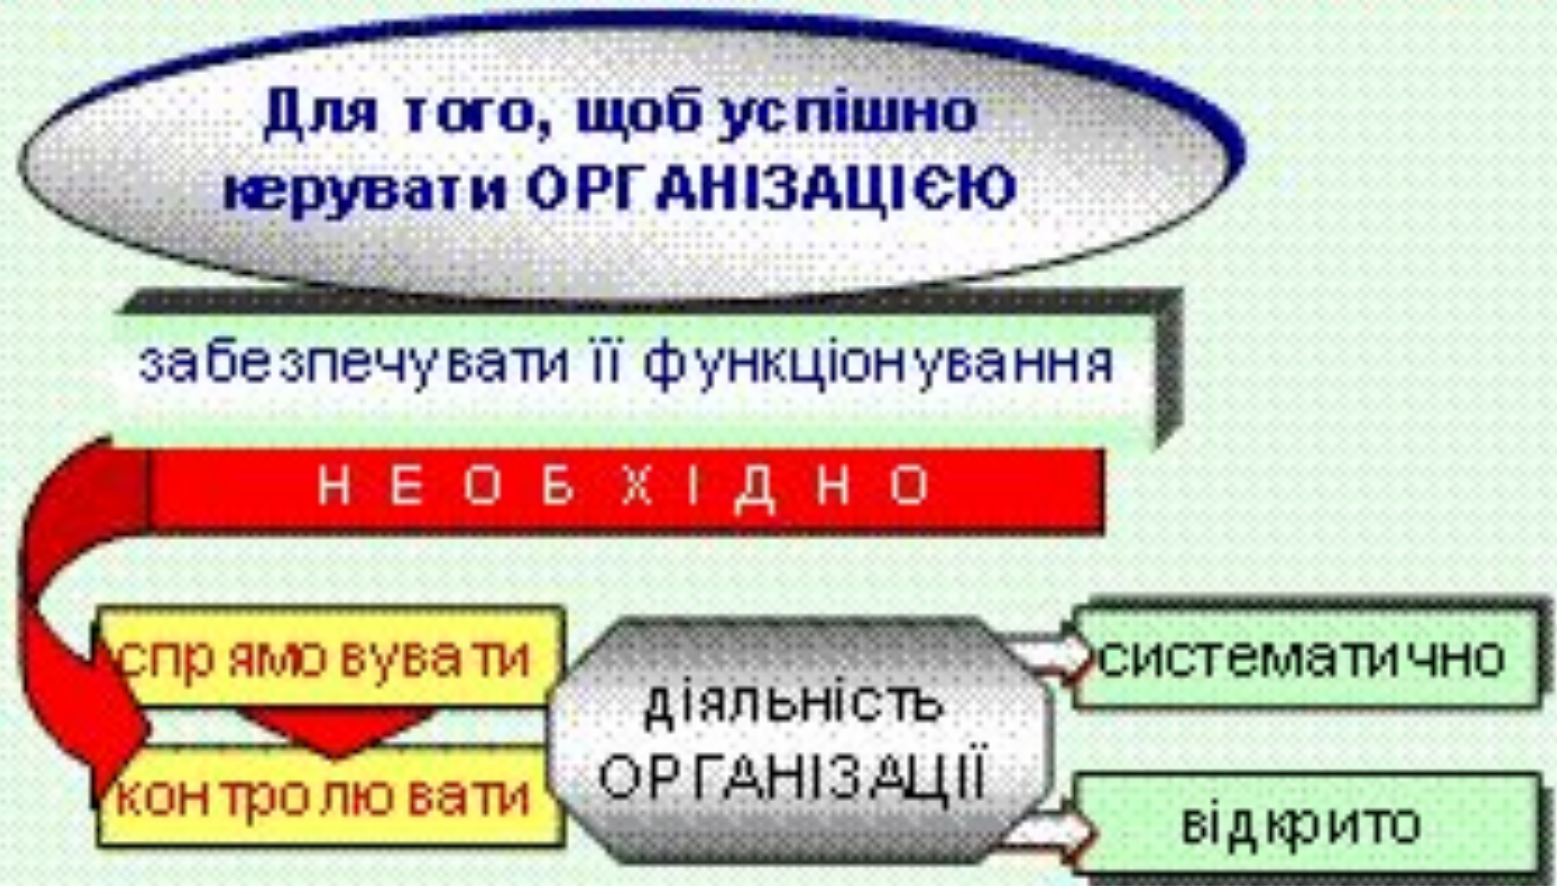 Для того, щоб успішно
керувати ОРГАНІЗАЦІЄЮ
забезпечувати її функціонування
НЕОБХІДНО
спрямовувати
контролювати
діяльність
ОРГАНІЗАЦІЇ
систематично
відкрито